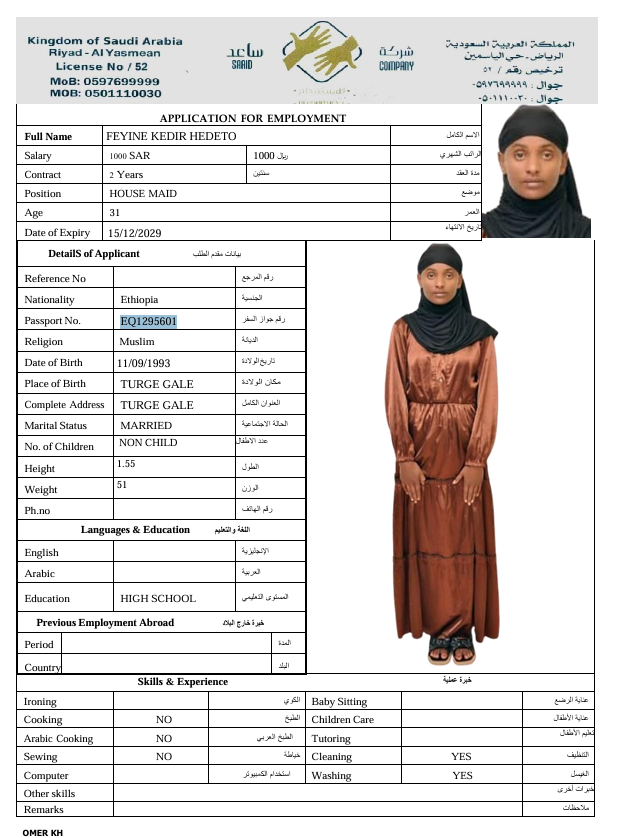 Kingdom of Saudi Arabia
Riyad - Al Yasmean
License No / 52
MoB: 0597699999
MOB: 0501110030
ساعد
SAAID
شركة
COMPANY
المملكة العربية السعودية
الرياض - حي الياسمين
ترخيص رقم / ٥٢
جوال : ٠٥٩٧٦٩٩٩٩٩
جوال : ٠٥٠١١١٠٠٣٠
APPLICATION FOR EMPLOYMENT
Full Name FEYINE KEDIR HEDETO الاسم الكامل
Salary 1000 SAR 1000 ريال الراتب الشهري
Contract 2 Years سنتين مدة العقد
Position HOUSE MAID موضع
Age 31 العمر
Date of Expiry 15/12/2029 تاريخ الانتهاء
DetailS of Applicant بيانات مقدم الطلب
Reference No رقم المرجع
Nationality Ethiopia الجنسية
Passport No. EQ1295601 رقم جواز السفر
Religion Muslim الديانة
Date of Birth 11/09/1993 تاريخ الولادة
Place of Birth TURGE GALE مكان الولادة
Complete Address TURGE GALE العنوان الكامل
Marital Status MARRIED الحالة الاجتماعية
No. of Children NON CHILD عدد الاطفال
Height 1.55 الطول
Weight 51 الوزن
Ph.no رقم الهاتف
Languages & Education اللغة والتعليم
English الإنجليزية
Arabic العربية
Education HIGH SCHOOL المستوى التعليمي
Previous Employment Abroad خبرة خارج البلاد
Period المدة
Country البلد
Skills & Experience خبرة عملية
Ironing الكوي Baby Sitting عناية الرضع
Cooking NO الطبخ Children Care عناية الأطفال
Arabic Cooking NO الطبخ العربي Tutoring تعليم الأطفال
Sewing NO خياطة Cleaning YES التنظيف
Computer استخدام الكمبيوتر Washing YES الغيسل
Other skills خبرات أخرى
Remarks ملاحظات
OMER KH